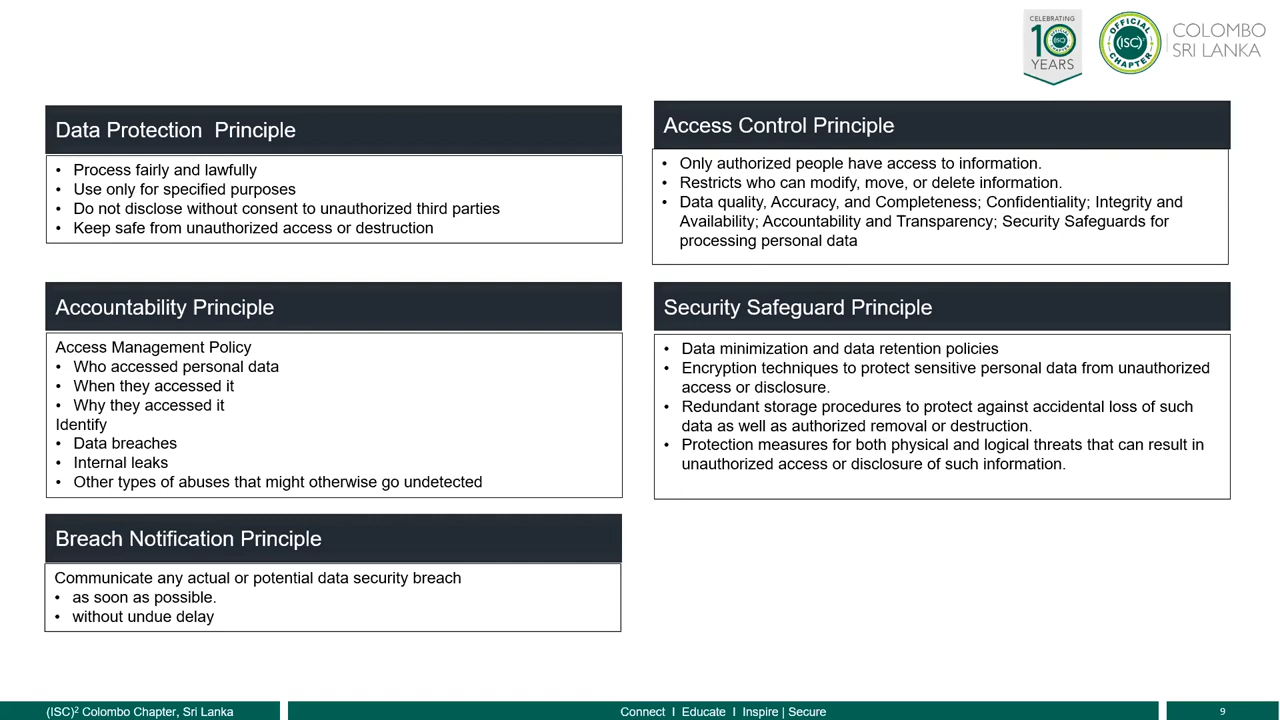 CELEBRATING
10
(ISC)²
YEARS
OFFICIAL
(ISC)²
CHAPTER
COLOMBO
SRI LANKA
Data Protection  Principle
• Process fairly and lawfully
• Use only for specified purposes
• Do not disclose without consent to unauthorized third parties
• Keep safe from unauthorized access or destruction
Access Control Principle
• Only authorized people have access to information.
• Restricts who can modify, move, or delete information.
• Data quality, Accuracy, and Completeness; Confidentiality; Integrity and
Availability; Accountability and Transparency; Security Safeguards for
processing personal data
Accountability Principle
Access Management Policy
• Who accessed personal data
• When they accessed it
• Why they accessed it
Identify
• Data breaches
• Internal leaks
• Other types of abuses that might otherwise go undetected
Security Safeguard Principle
• Data minimization and data retention policies
• Encryption techniques to protect sensitive personal data from unauthorized
access or disclosure.
• Redundant storage procedures to protect against accidental loss of such
data as well as authorized removal or destruction.
• Protection measures for both physical and logical threats that can result in
unauthorized access or disclosure of such information.
Breach Notification Principle
Communicate any actual or potential data security breach
• as soon as possible.
• without undue delay
(ISC)² Colombo Chapter, Sri Lanka
Connect I Educate I Inspire | Secure
9